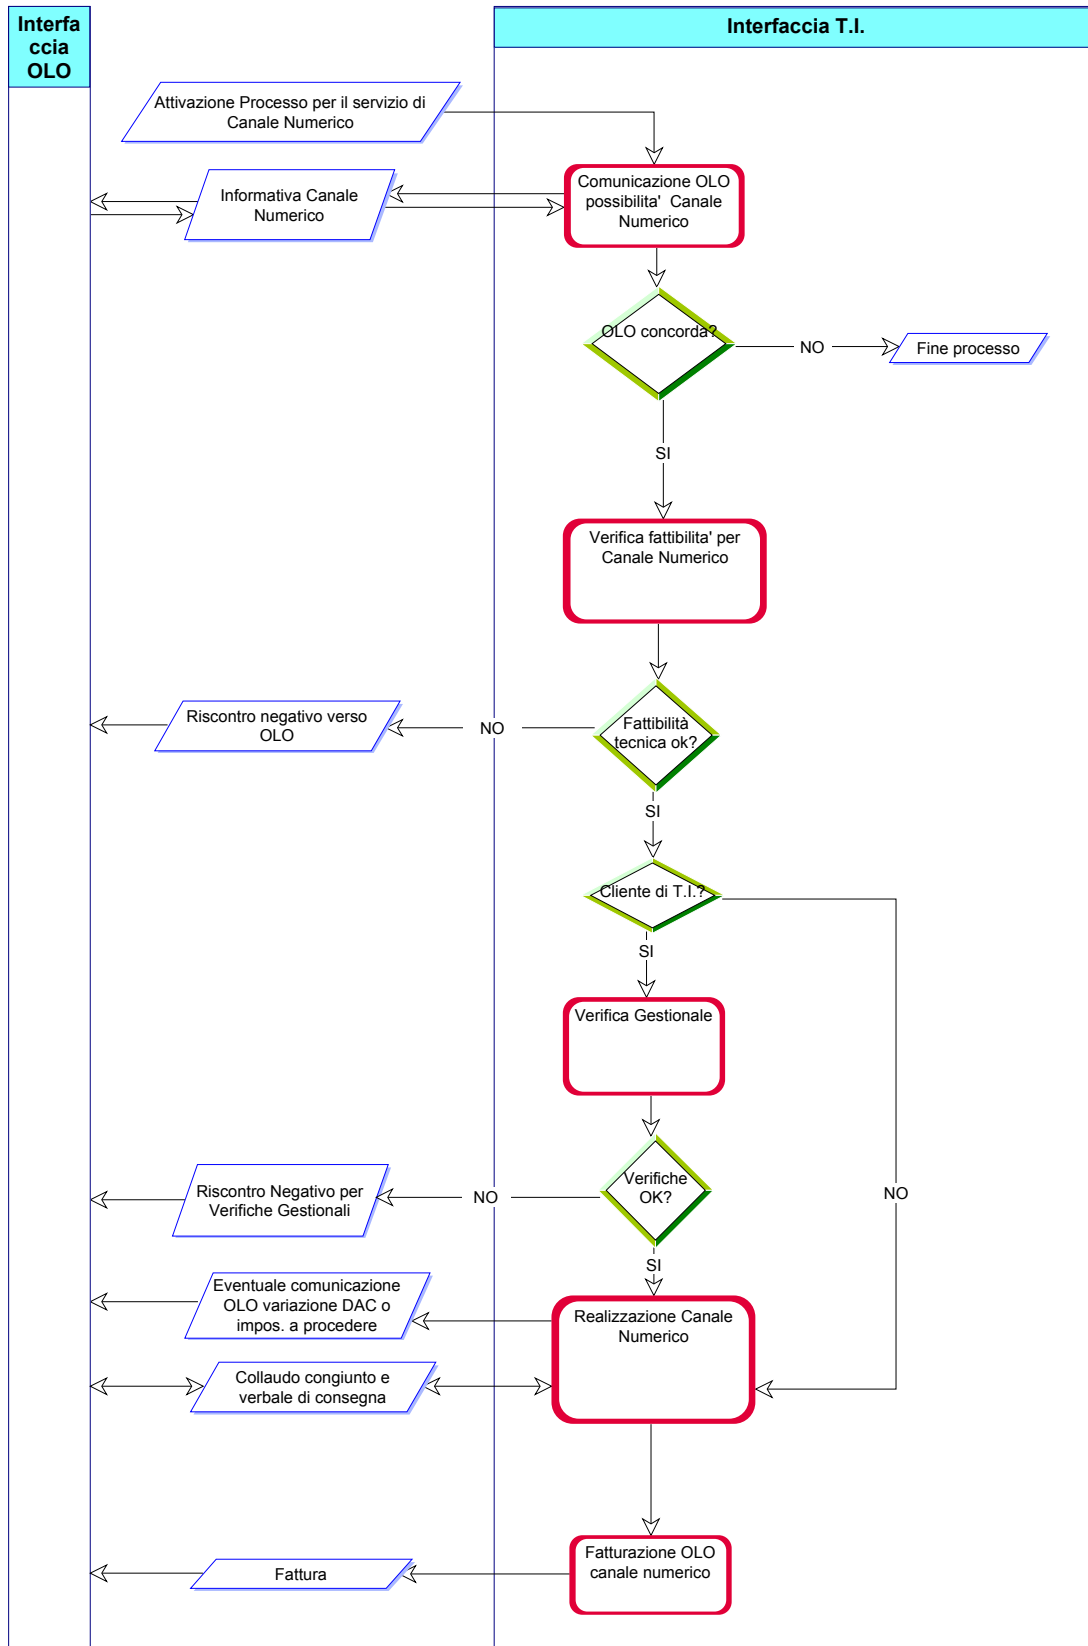 Interfa
ccia
OLO
Interfaccia T.I.
Attivazione Processo per il servizio di
Canale Numerico
Informativa Canale
Numerico
Comunicazione OLO
possibilita' Canale
Numerico
OLO concorda?
NO
Fine processo
SI
Verifica fattibilita' per
Canale Numerico
Riscontro negativo verso
OLO
NO
Fattibilità
tecnica ok?
SI
Cliente di T.I.?
SI
Verifica Gestionale
Riscontro Negativo per
Verifiche Gestionali
NO
Verifiche
OK?
NO
SI
Eventuale comunicazione
OLO variazione DAC o
impos. a procedere
Realizzazione Canale
Numerico
Collaudo congiunto e
verbale di consegna
Fattura
Fatturazione OLO
canale numerico